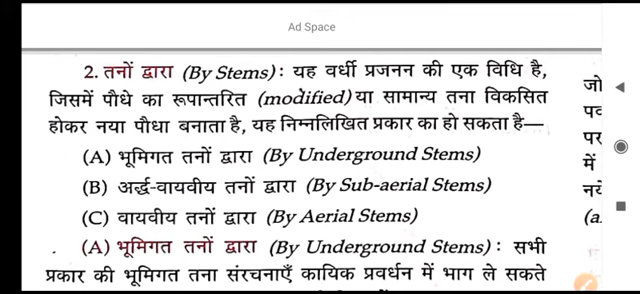 Ad Space
2. तनों द्वारा (By Stems) : यह वर्धी प्रजनन की एक विधि है,
जिसमें पौधे का रूपान्तरित (modified) या सामान्य तना विकसित
होकर नया पौधा बनाता है, यह निम्नलिखित प्रकार का हो सकता है—
(A) भूमिगत तनों द्वारा (By Underground Stems)
(B) अर्द्ध-वायवीय तनों द्वारा (By Sub-aerial Stems)
(C) वायवीय तनों द्वारा (By Aerial Stems)
(A) भूमिगत तनों द्वारा (By Underground Stems) : सभी
प्रकार की भूमिगत तना संरचनाएँ कायिक प्रवर्धन में भाग ले सकते
जो
पर
में
(a